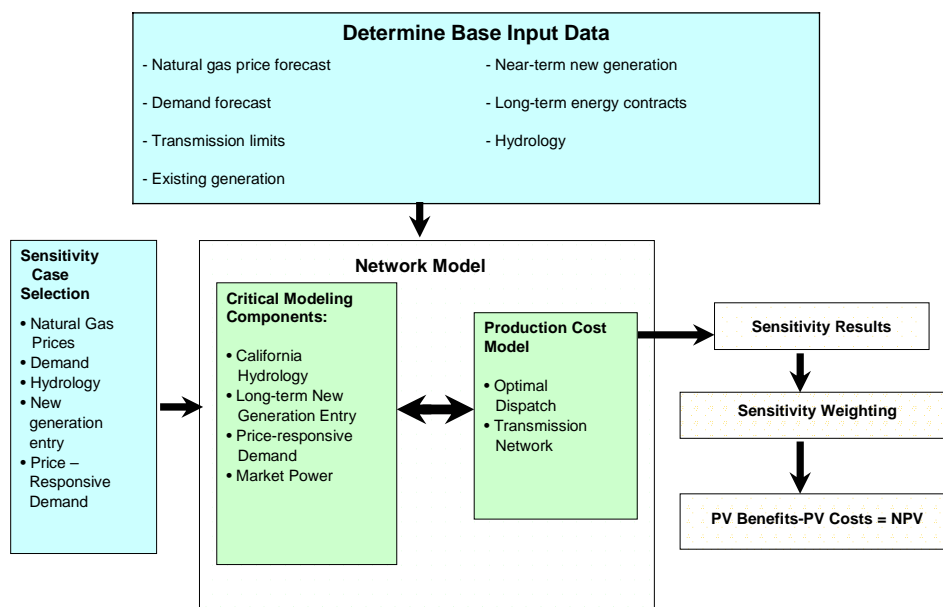 Determine Base Input Data
- Natural gas price forecast
- Demand forecast
- Transmission limits
- Existing generation
- Near-term new generation
- Long-term energy contracts
- Hydrology
Sensitivity
Case
Selection
• Natural Gas
Prices
• Demand
• Hydrology
• New
generation
entry
• Price –
Responsive
Demand
Network Model
Critical Modeling
Components:
• California
Hydrology
• Long-term New
Generation Entry
• Price-responsive
Demand
• Market Power
Production Cost
Model
• Optimal
Dispatch
• Transmission
Network
Sensitivity Results
Sensitivity Weighting
PV Benefits-PV Costs = NPV